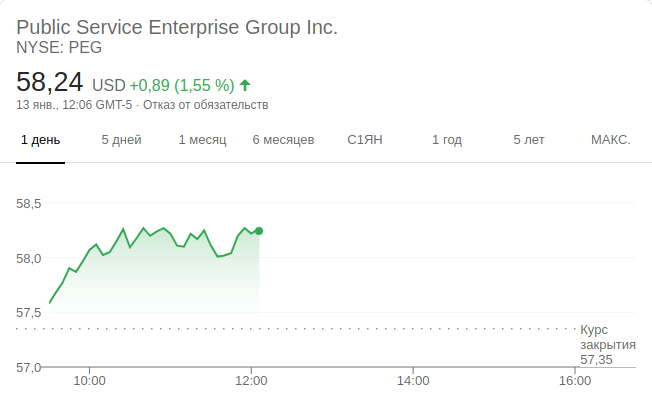 Public Service Enterprise Group Inc.
NYSE: PEG
58,24 USD +0,89 (1,55 %)
13 янв., 12:06 GMT-5 · Отказ от обязательств
1 день 5 дней 1 месяц 6 месяцев С1ЯН 1 год 5 лет МАКС.
58,5
58,0
57,5
Курс
закрытия
57,35
57,0
10:00 12:00 14:00 16:00